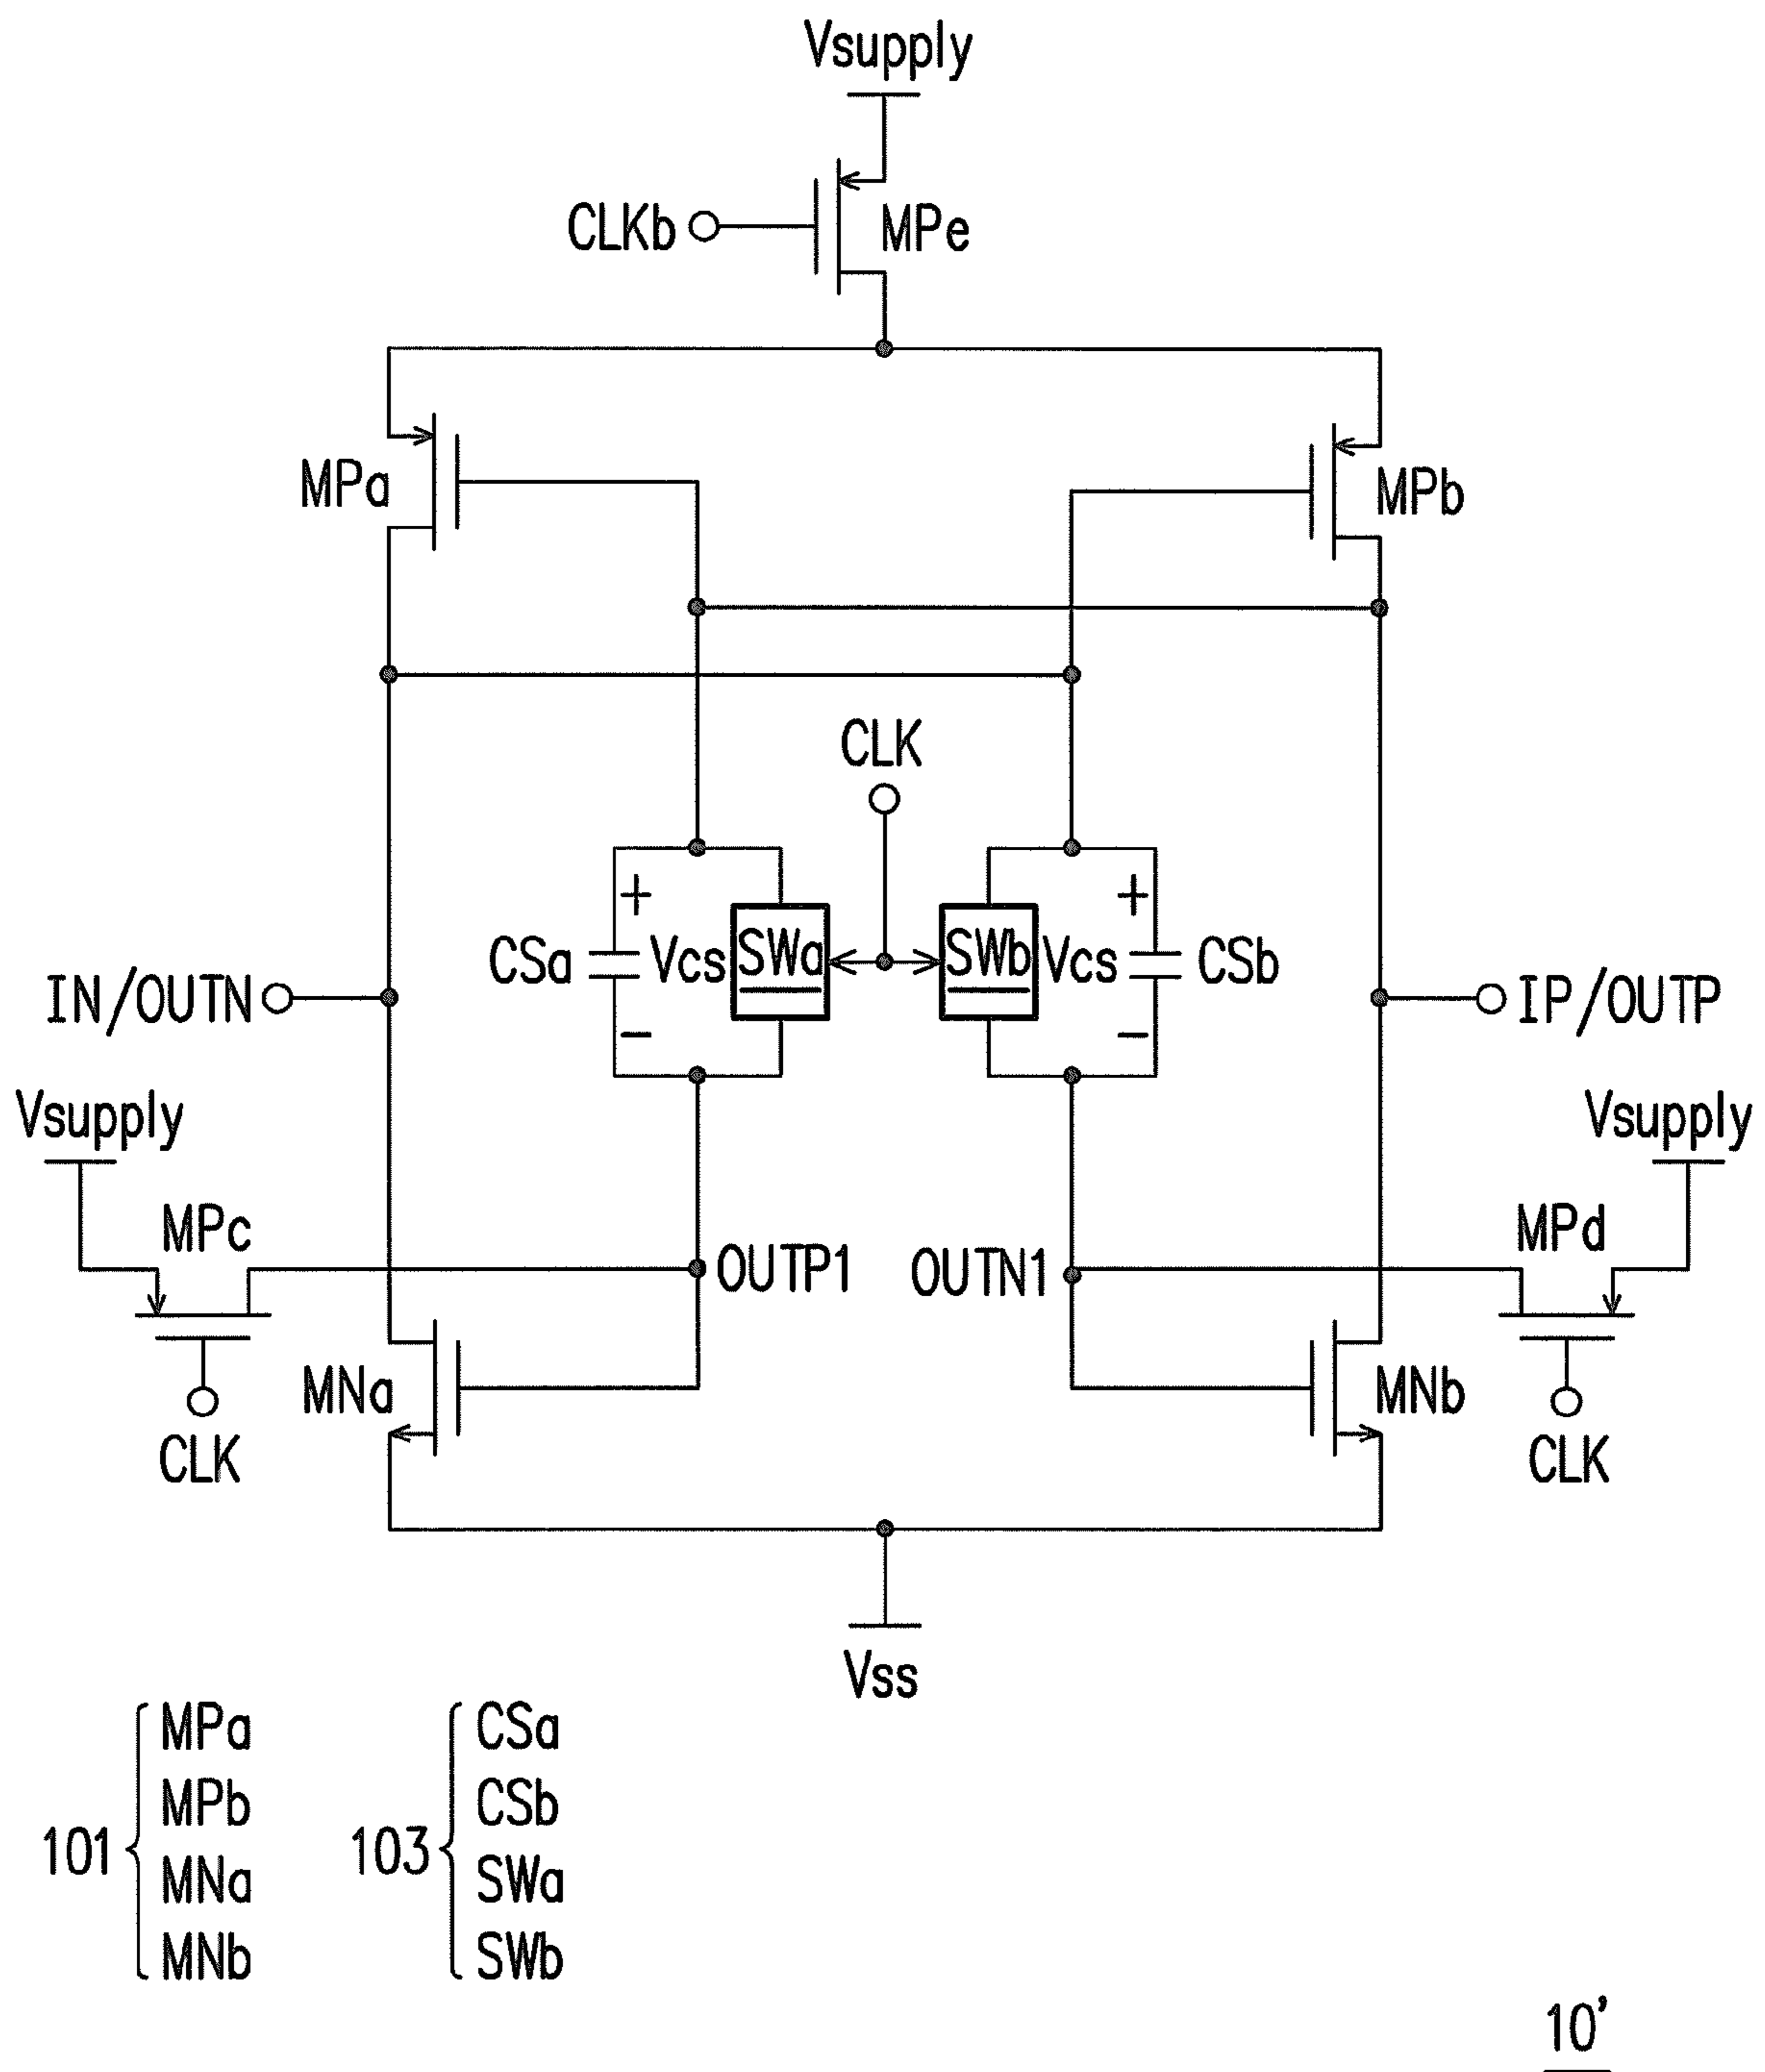 Vsupply
CLKb
MPe
MPa
MPb
CLK
CSa
Vcs
SWa
SWb
Vcs
CSb
+
+
−
−
IN/OUTN
IP/OUTP
Vsupply
Vsupply
MPc
MPd
OUTP1
OUTN1
MNa
MNb
CLK
CLK
Vss
101
MPa
MPb
MNa
MNb
103
CSa
CSb
SWa
SWb
10'